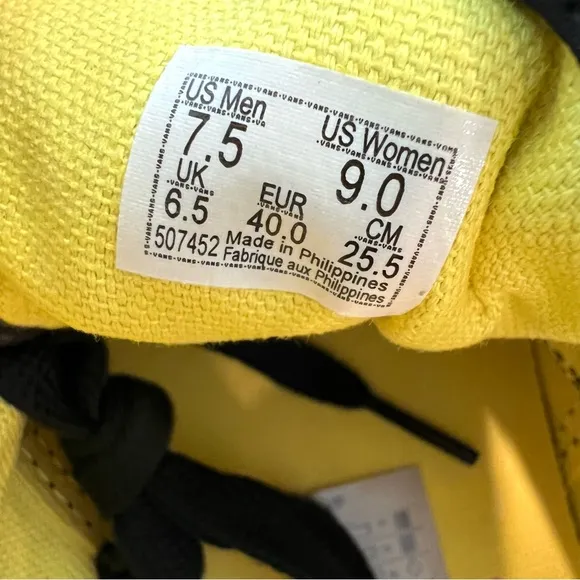 US Men US Women
7.5 9.0
UK EUR CM
6.5 40.0 25.5
507452 Made in Philippines
Fabrique aux Philippines